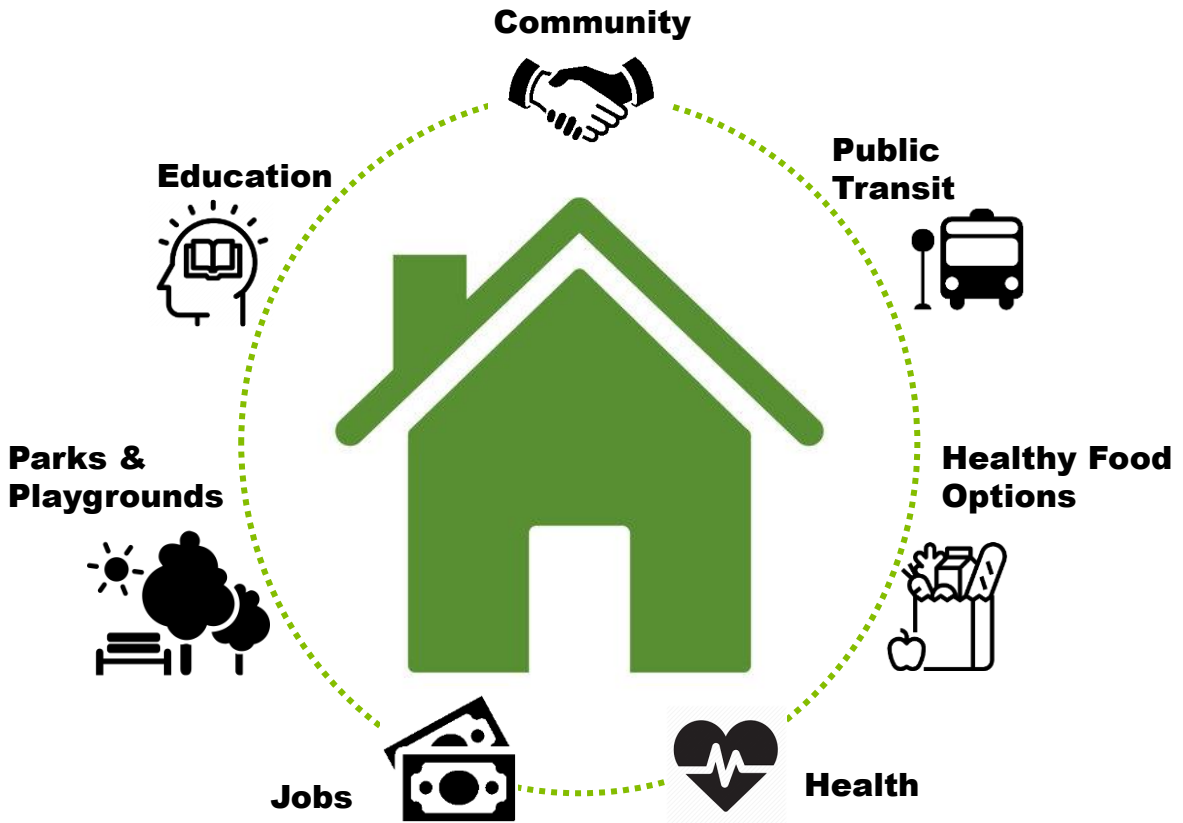 Community
Public
Transit
Education
Parks &
Playgrounds
Healthy Food
Options
Jobs
Health